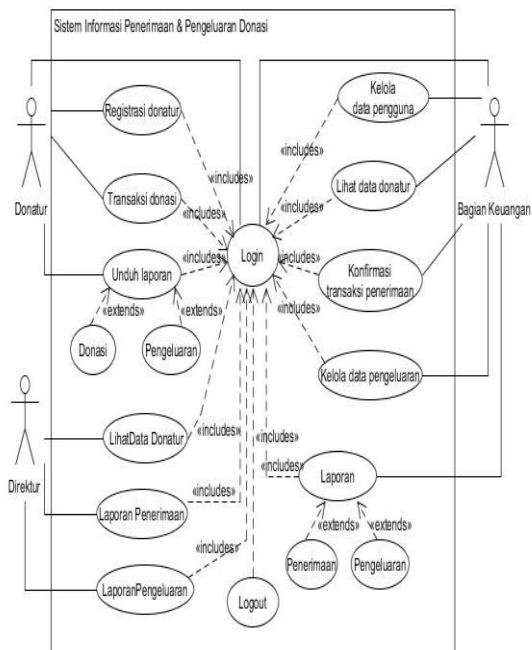 Sistem Informasi Penerimaan & Pengeluaran Donasi
Registrasi donatur
«includes»
Kelola
data pengguna
«includes»
Donatur
Transaksi donasi
«includes»
Lihat data donatur
«includes»
Bagian Keuangan
Login
Unduh laporan
«includes»
Konfirmasi
transaksi penerimaan
«includes»
«extends»
«extends»
Donasi
Pengeluaran
Kelola data pengeluaran
«includes»
Direktur
LihatData Donatur
«includes»
«includes»
«includes»
Laporan
Laporan Penerimaan
«includes»
«extends»
«extends»
Penerimaan
Pengeluaran
LaporanPengeluaran
«includes»
Logout